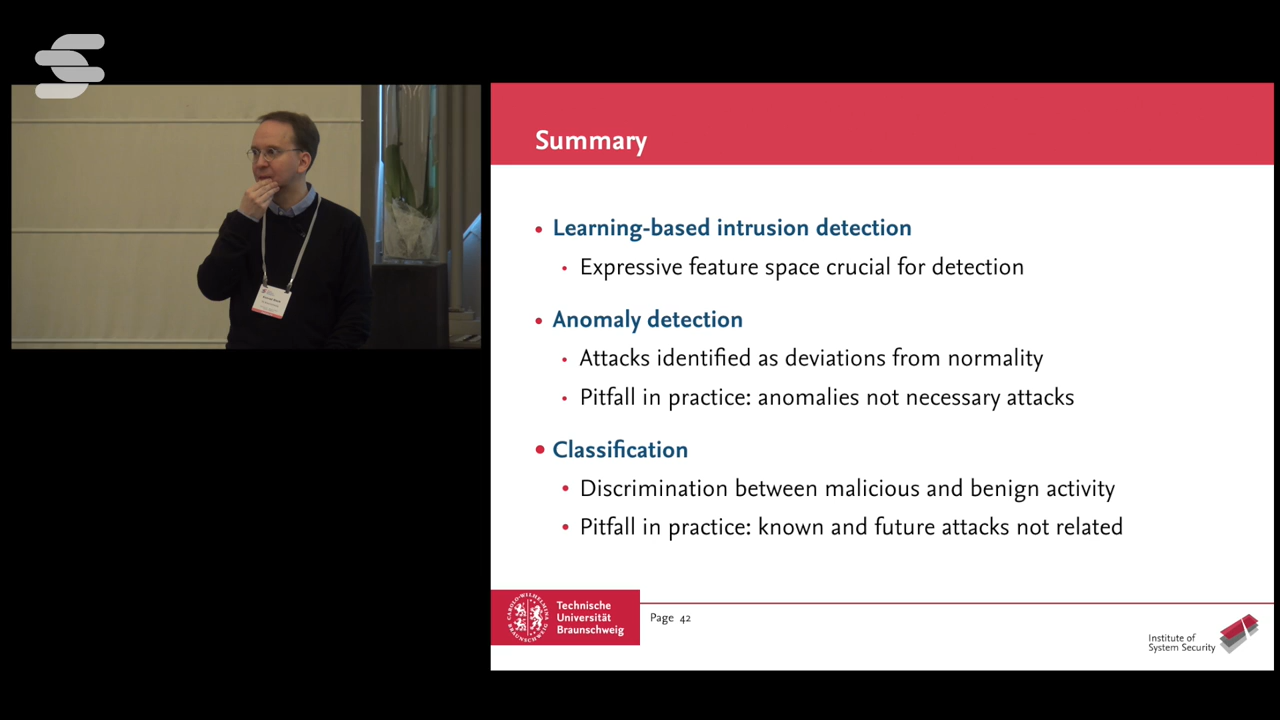 Summary
• Learning-based intrusion detection
• Expressive feature space crucial for detection
• Anomaly detection
• Attacks identified as deviations from normality
• Pitfall in practice: anomalies not necessary attacks
• Classification
• Discrimination between malicious and benign activity
• Pitfall in practice: known and future attacks not related
Technische
Universität
Braunschweig
Page 42
Institute of
System Security